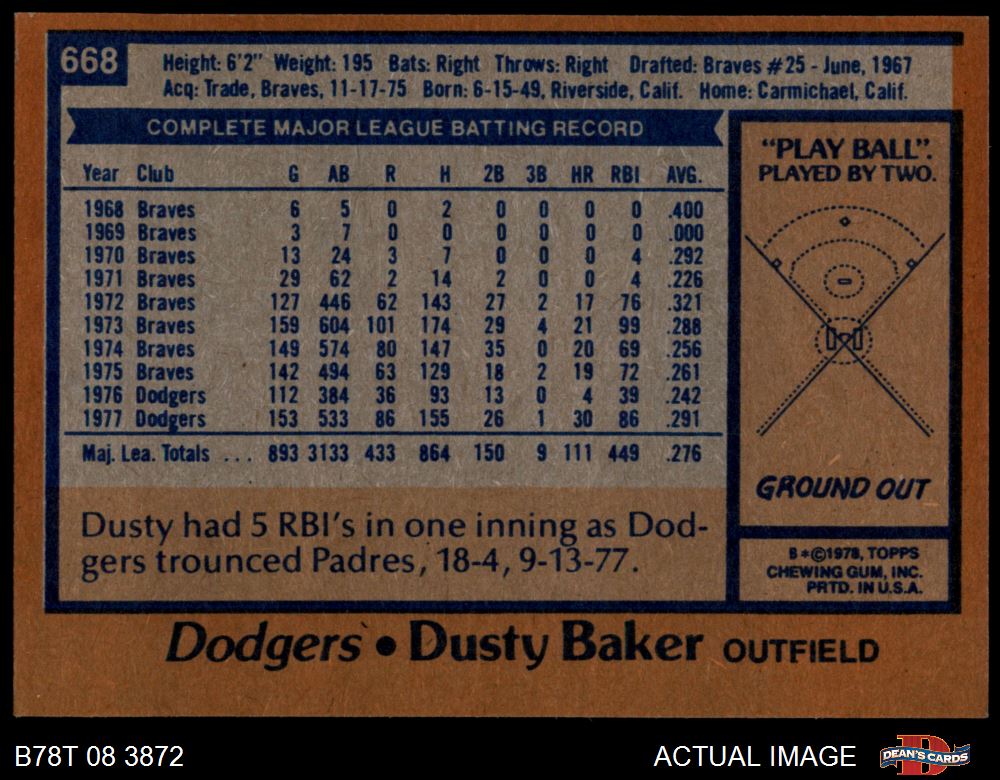 668
Height: 6'2" Weight: 195 Bats: Right Throws: Right Drafted: Braves #25 - June, 1967
Acq: Trade, Braves, 11-17-75 Born: 6-15-49, Riverside, Calif. Home: Carmichael, Calif.
COMPLETE MAJOR LEAGUE BATTING RECORD
Year Club G AB R H 2B 3B HR RBI AVG.
1968 Braves 6 5 0 2 0 0 0 0 .400
1969 Braves 3 7 0 0 0 0 0 0 .000
1970 Braves 13 24 3 7 0 0 0 4 .292
1971 Braves 29 62 2 14 2 0 0 4 .226
1972 Braves 127 446 62 143 27 2 17 76 .321
1973 Braves 159 604 101 174 29 4 21 99 .288
1974 Braves 149 574 80 147 35 0 20 69 .256
1975 Braves 142 494 63 129 18 2 19 72 .261
1976 Dodgers 112 384 36 93 13 0 4 39 .242
1977 Dodgers 153 533 86 155 26 1 30 86 .291
Maj. Lea. Totals ... 893 3133 433 864 150 9 111 449 .276
Dusty had 5 RBI's in one inning as Dod-
gers trounced Padres, 18-4, 9-13-77.
"PLAY BALL".
PLAYED BY TWO.
GROUND OUT
B*©1978, TOPPS
CHEWING GUM, INC.
PRTD. IN U.S.A.
Dodgers • Dusty Baker OUTFIELD
B78T 08 3872
ACTUAL IMAGE
D
DEAN'S CARDS